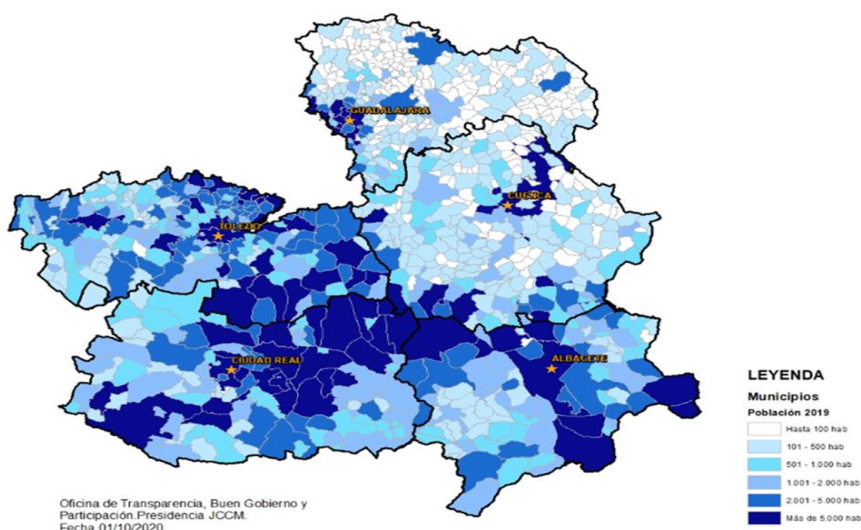 GUADALAJARA
CUENCA
TOLEDO
CIUDAD REAL
ALBACETE
LEYENDA
Municipios
Población 2019
Hasta 100 hab
101 - 500 hab
501 - 1.000 hab
1.001 - 2.000 hab
2.001 - 5.000 hab
Más de 5.000 hab
Oficina de Transparencia, Buen Gobierno y
Participación.Presidencia JCCM.
Fecha 01/10/2020